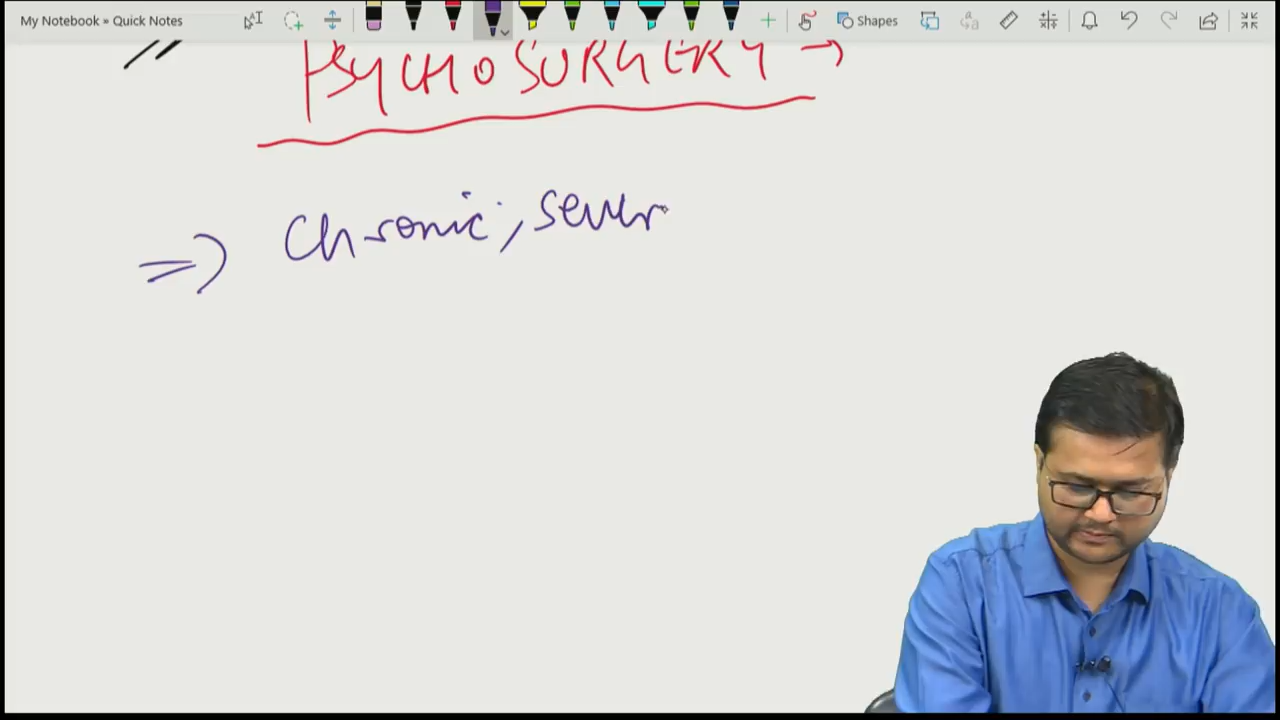 My Notebook » Quick Notes
Shapes
PSYCHOSURGERY →
⇒ Chronic, sever